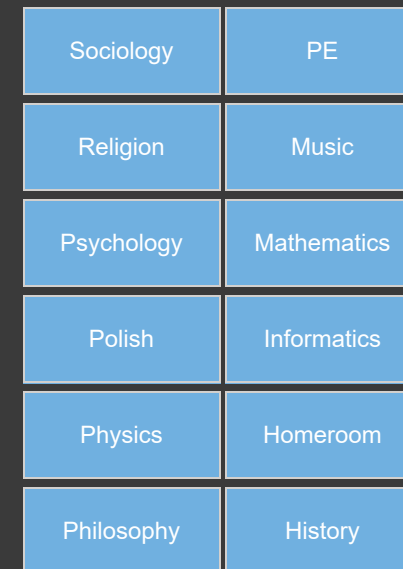 Sociology
PE
Religion
Music
Psychology
Mathematics
Polish
Informatics
Physics
Homeroom
Philosophy
History